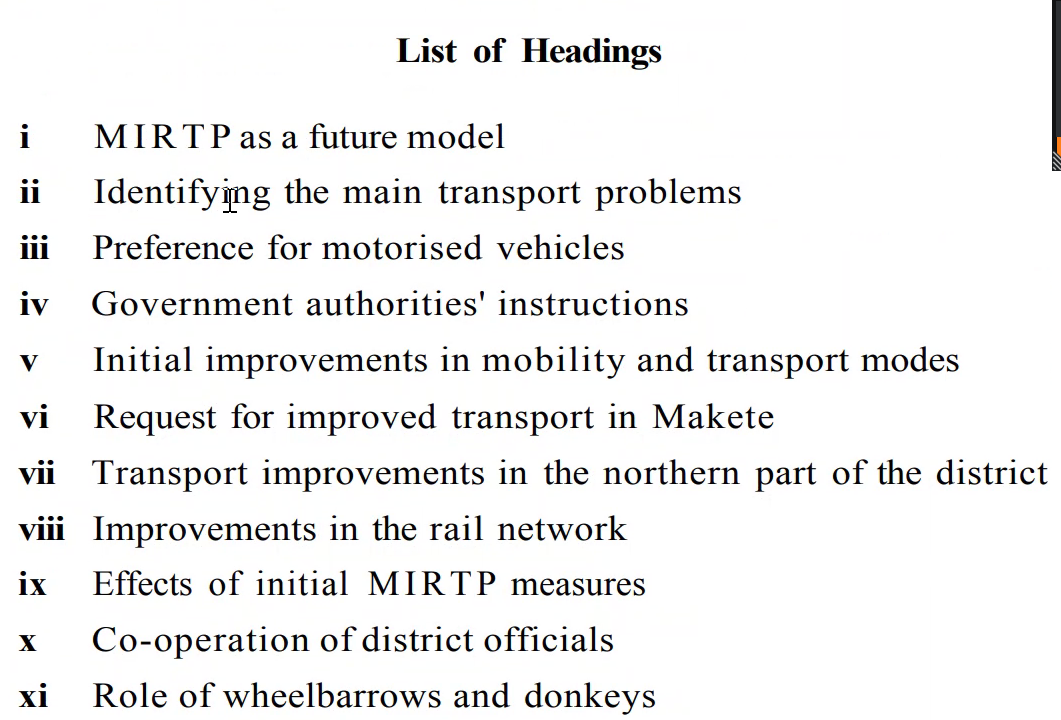 List of Headings
i MIRTP as a future model
ii Identifying the main transport problems
iii Preference for motorised vehicles
iv Government authorities' instructions
v Initial improvements in mobility and transport modes
vi Request for improved transport in Makete
vii Transport improvements in the northern part of the district
viii Improvements in the rail network
ix Effects of initial MIRTP measures
x Co-operation of district officials
xi Role of wheelbarrows and donkeys